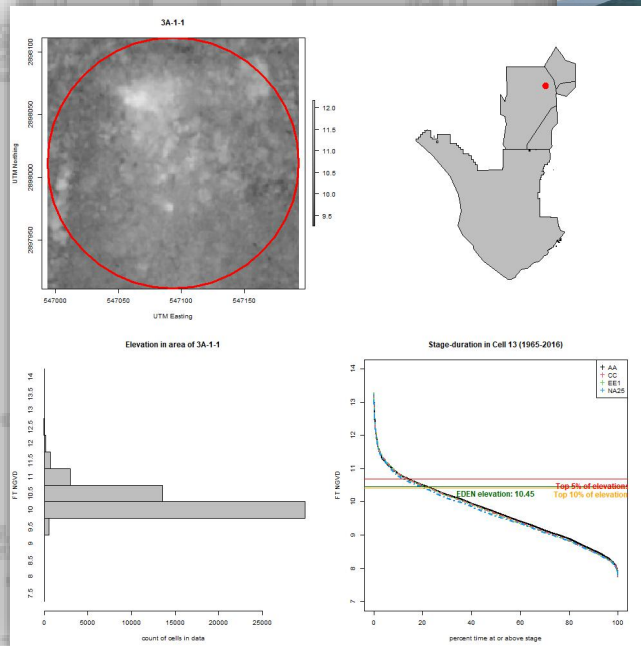 3A-1-1
UTM Northing
2898100
2898050
2898000
2897950
547000 547050 547100 547150
UTM Easting
12.0
11.0
10.5
10.0
9.5
Elevation in area of 3A-1-1
FT NGVD
14
13.5
13
12.5
12
11.5
11
10.5
10
9.5
9
8.5
8
7.5
0 5000 10000 15000 20000 25000
count of cells in data
Stage-duration in Cell 13 (1965-2016)
FT NGVD
14
13
12
11
10
9
8
AA
CC
EE1
NA25
Top 5% of elevations
EDEN elevation: 10.45
Top 10% of elevation
0 20 40 60 80 100
percent time at or above stage